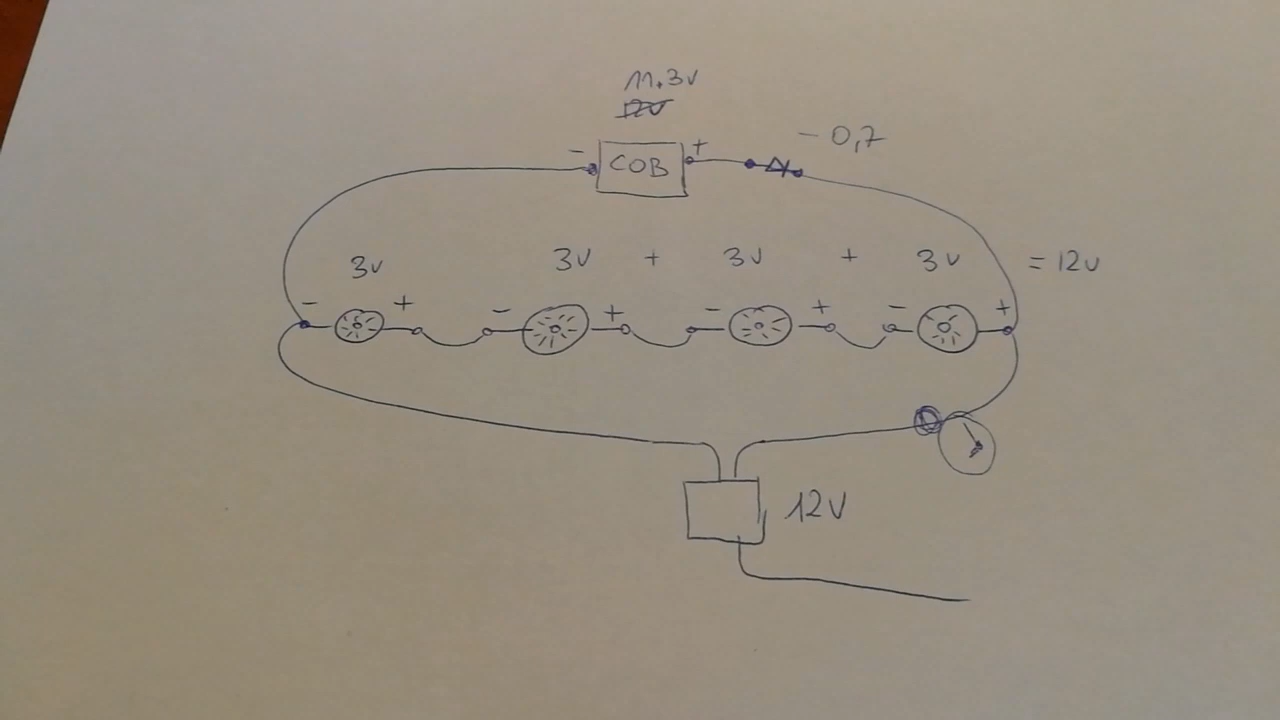 11.3v
12v
- 0,7
- COB +
3v 3v + 3v + 3v = 12v
- + - + - + - +
12V